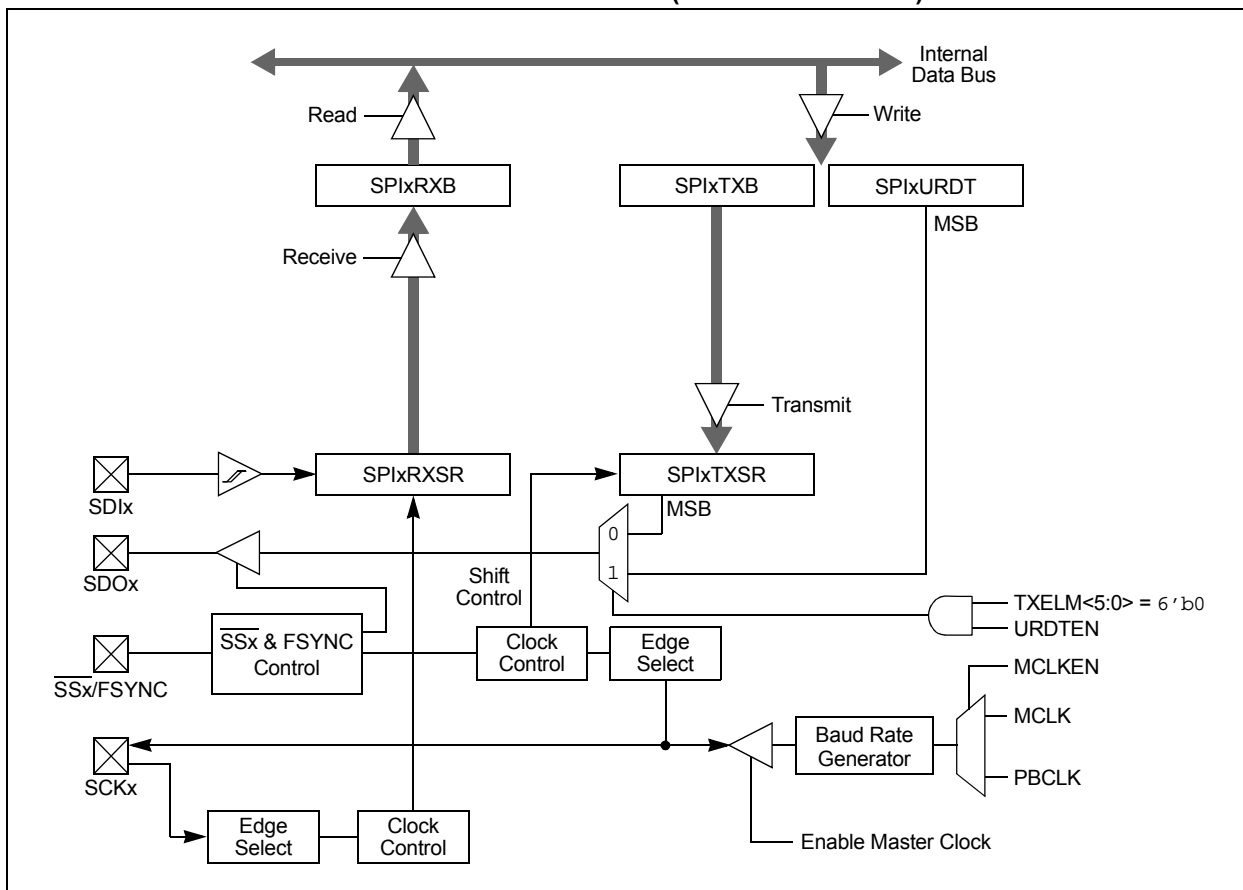 Internal
Data Bus
Read
Write
SPIxRXB
SPIxTXB
SPIxURDT
MSB
Receive
Transmit
SPIxRXSR
SPIxTXSR
SDIx
MSB
0
SDOx
1
Shift
Control
TXELM<5:0> = 6'b0
URDTEN
SSx & FSYNC
Control
Clock
Control
Edge
Select
SSx/FSYNC
MCLKEN
MCLK
Baud Rate
Generator
PBCLK
SCKx
Edge
Select
Clock
Control
Enable Master Clock